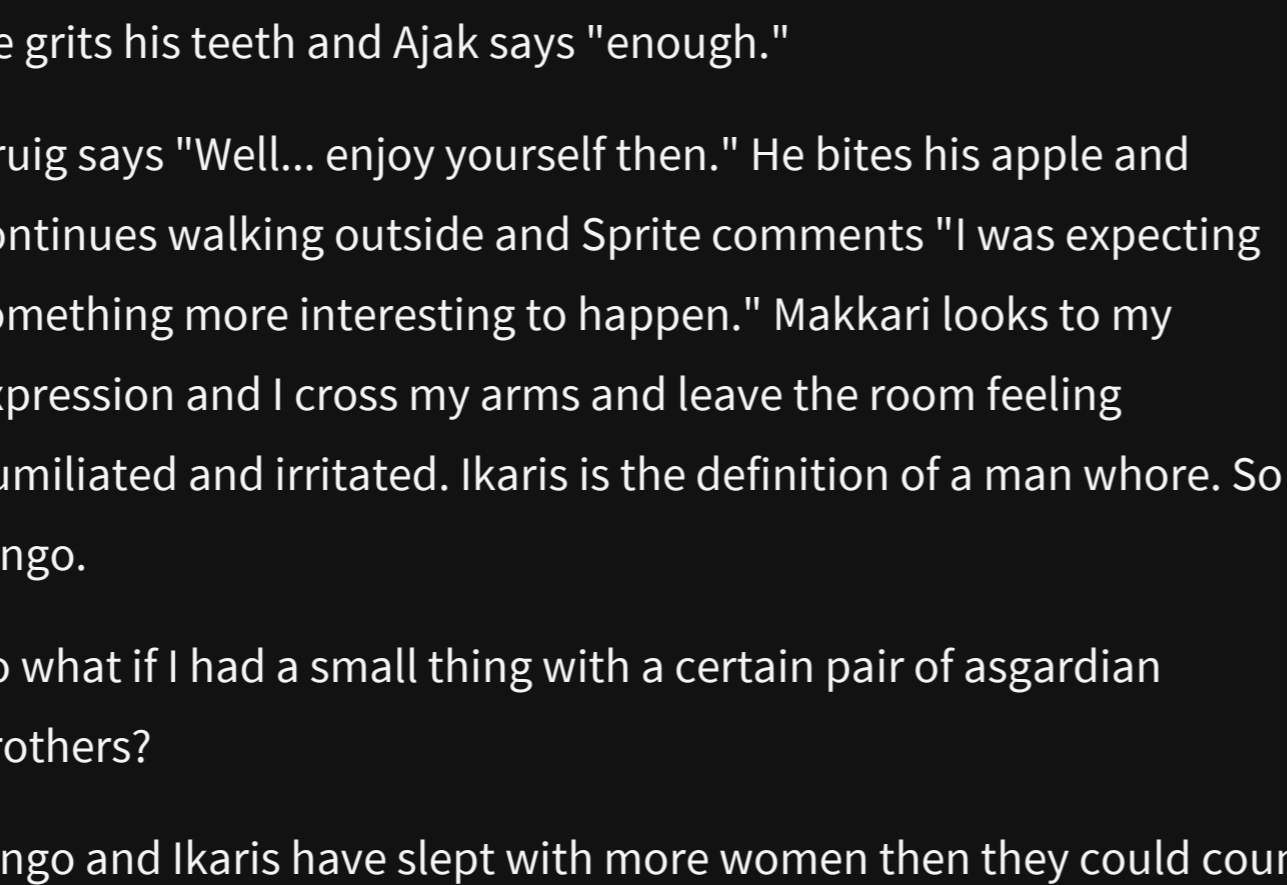 e grits his teeth and Ajak says "enough."
ruig says "Well... enjoy yourself then." He bites his apple and
ontinues walking outside and Sprite comments "I was expecting
omething more interesting to happen." Makkari looks to my
xpression and I cross my arms and leave the room feeling
umiliated and irritated. Ikaris is the definition of a man whore. So
ngo.
o what if I had a small thing with a certain pair of asgardian
rothers?
ngo and Ikaris have slept with more women then they could coun